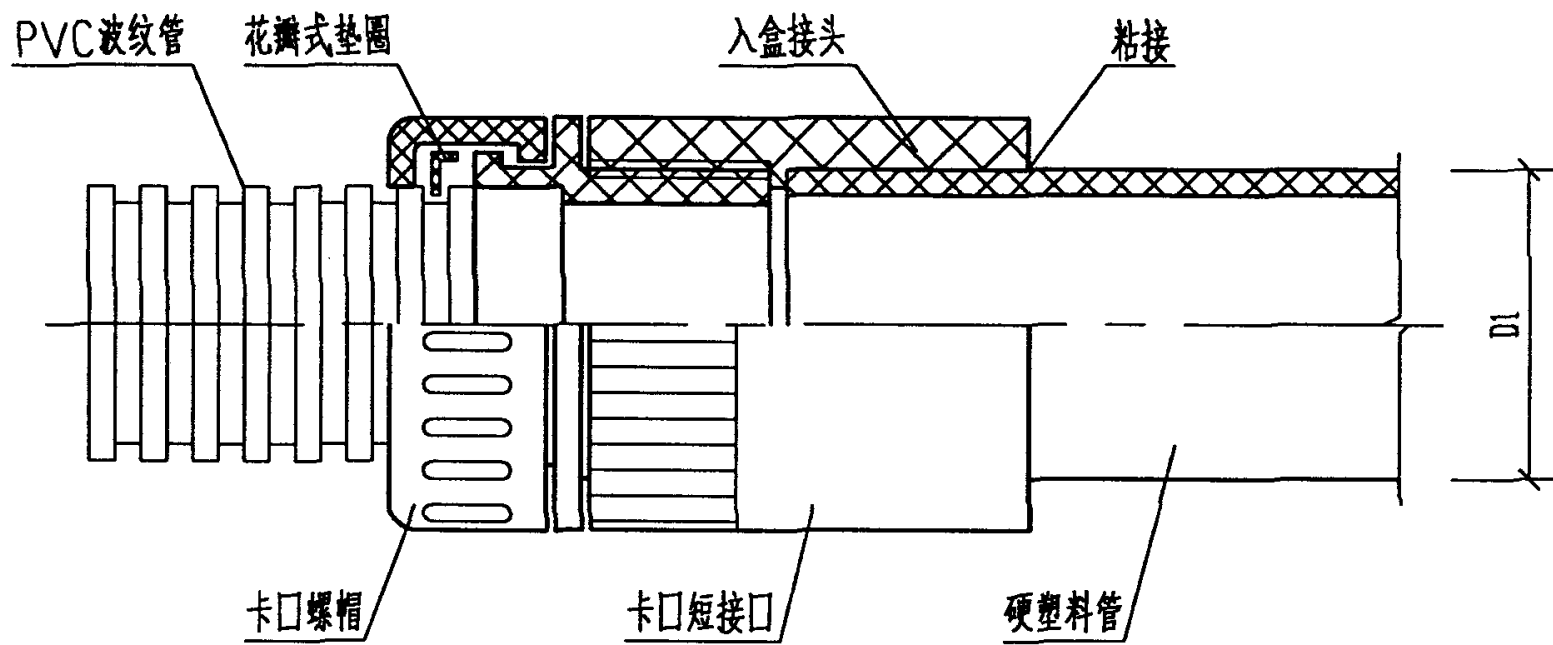 PVC波纹管
花瓣式垫圈
入盒接头
粘接
D1
卡口螺帽
卡口短接口
硬塑料管